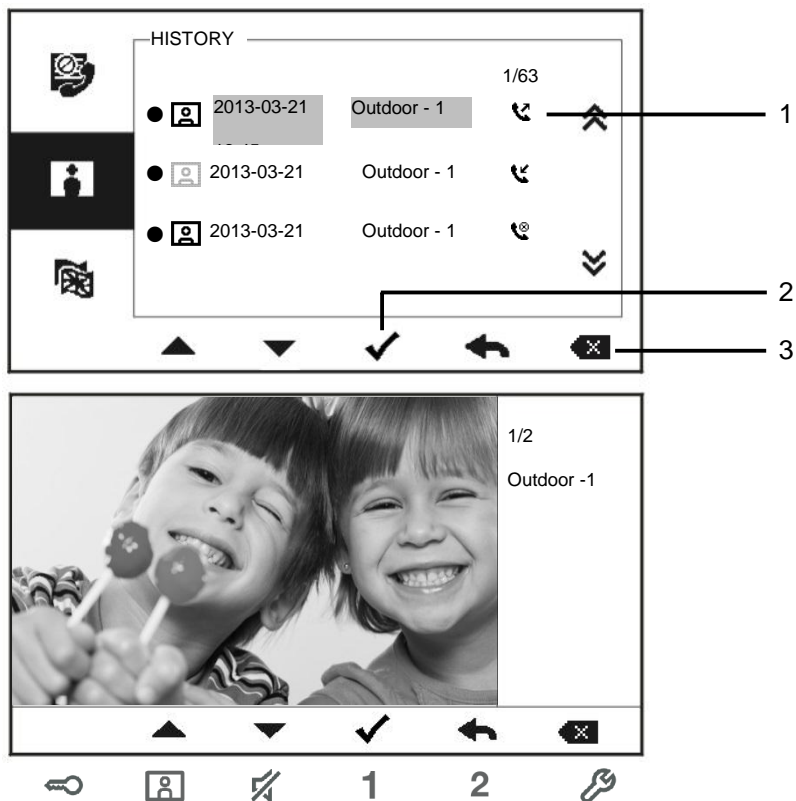 HISTORY
1/63
2013-03-21 Outdoor - 1
2013-03-21 Outdoor - 1
2013-03-21 Outdoor - 1
1
2
3
1/2
Outdoor -1
1 2